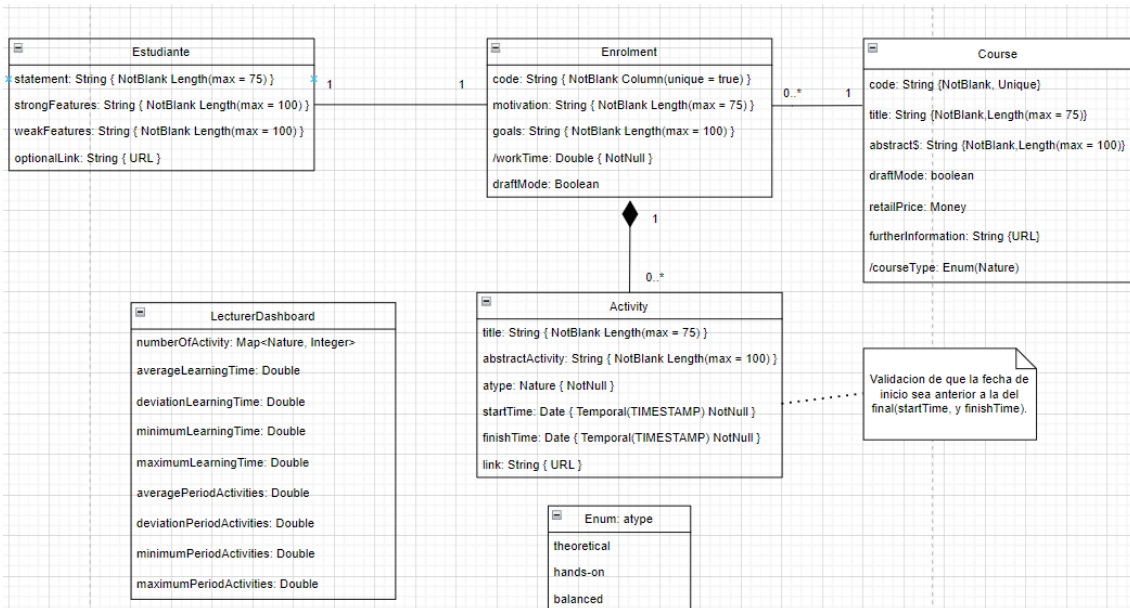 Estudiante
statement: String { NotBlank Length(max = 75) }
strongFeatures: String { NotBlank Length(max = 100) }
weakFeatures: String { NotBlank Length(max = 100) }
optionalLink: String { URL }
1
1
Enrolment
code: String { NotBlank Column(unique = true) }
motivation: String { NotBlank Length(max = 75) }
goals: String { NotBlank Length(max = 100) }
/workTime: Double { NotNull }
draftMode: Boolean
0..*
1
Course
code: String {NotBlank, Unique}
title: String {NotBlank,Length(max = 75)}
abstract$: String {NotBlank,Length(max = 100)}
draftMode: boolean
retailPrice: Money
furtherInformation: String {URL}
/courseType: Enum(Nature)
1
0..*
LecturerDashboard
numberOfActivity: Map<Nature, Integer>
averageLearningTime: Double
deviationLearningTime: Double
minimumLearningTime: Double
maximumLearningTime: Double
averagePeriodActivities: Double
deviationPeriodActivities: Double
minimumPeriodActivities: Double
maximumPeriodActivities: Double
Activity
title: String { NotBlank Length(max = 75) }
abstractActivity: String { NotBlank Length(max = 100) }
atype: Nature { NotNull }
startTime: Date { Temporal(TIMESTAMP) NotNull }
finishTime: Date { Temporal(TIMESTAMP) NotNull }
link: String { URL }
Validacion de que la fecha de
inicio sea anterior a la del
final(startTime, y finishTime).
Enum: atype
theoretical
hands-on
balanced